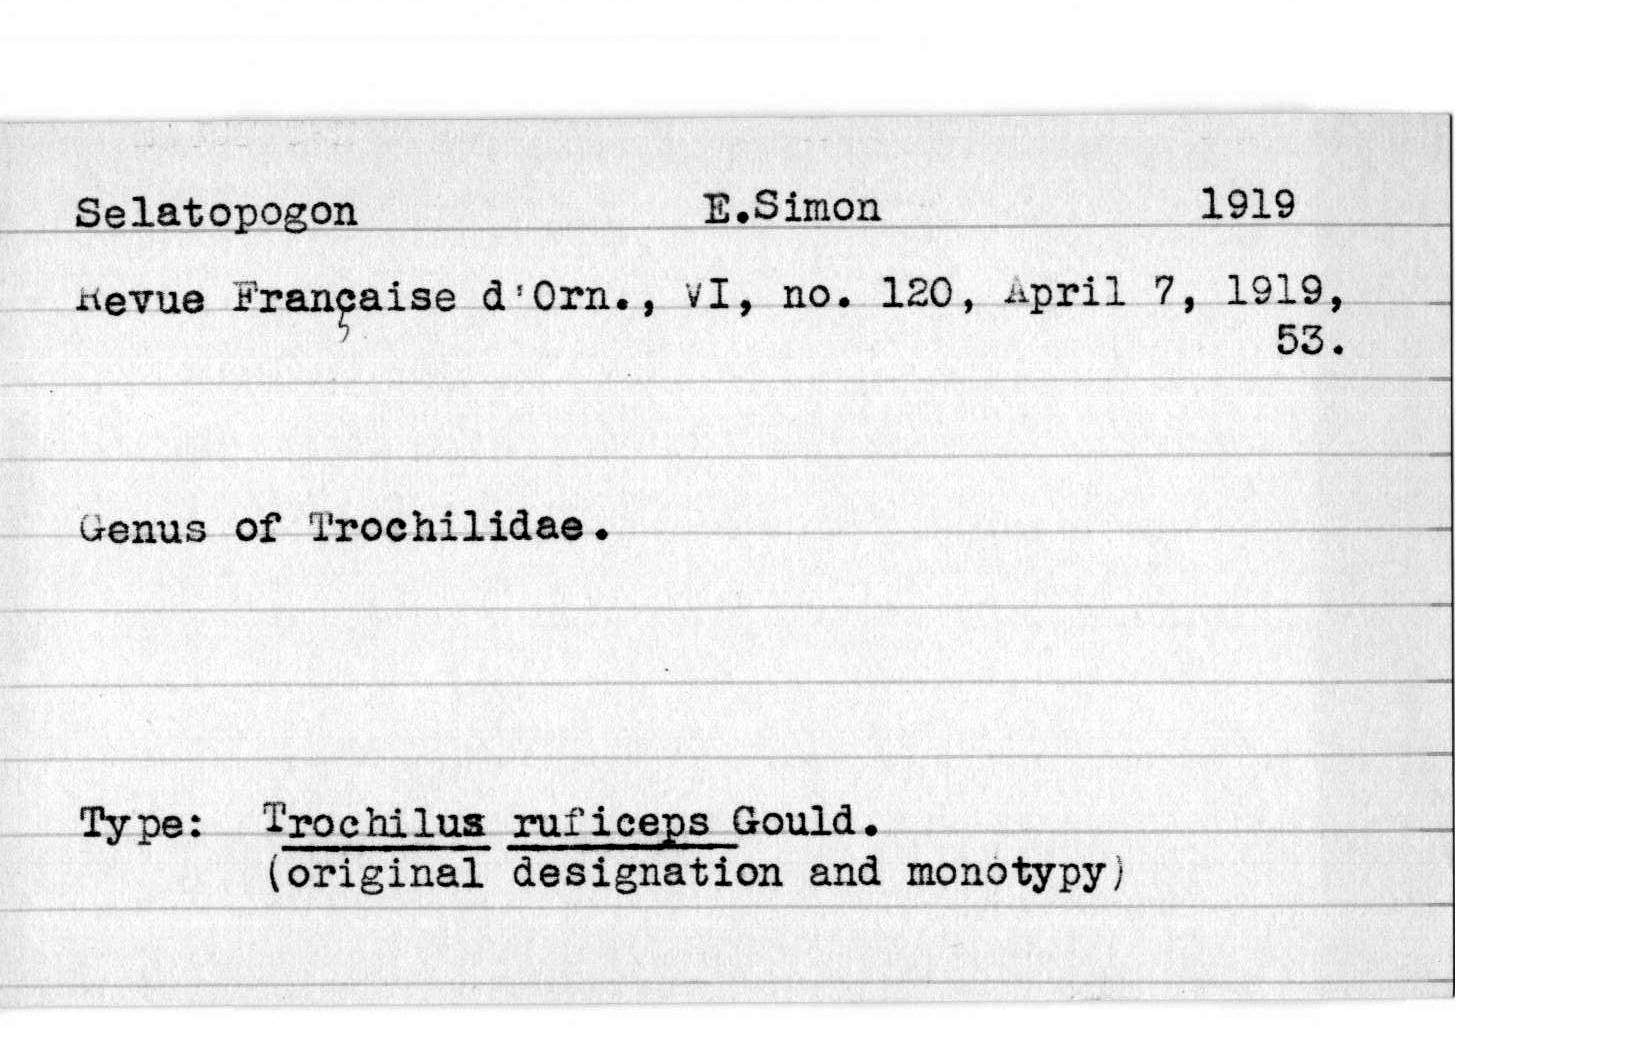 Selatopogon E.Simon 1919
Revue Française d'Orn., VI, no. 120, April 7, 1919,
53.
Genus of Trochilidae.
Type: Trochilus ruficeps Gould.
(original designation and monotypy)